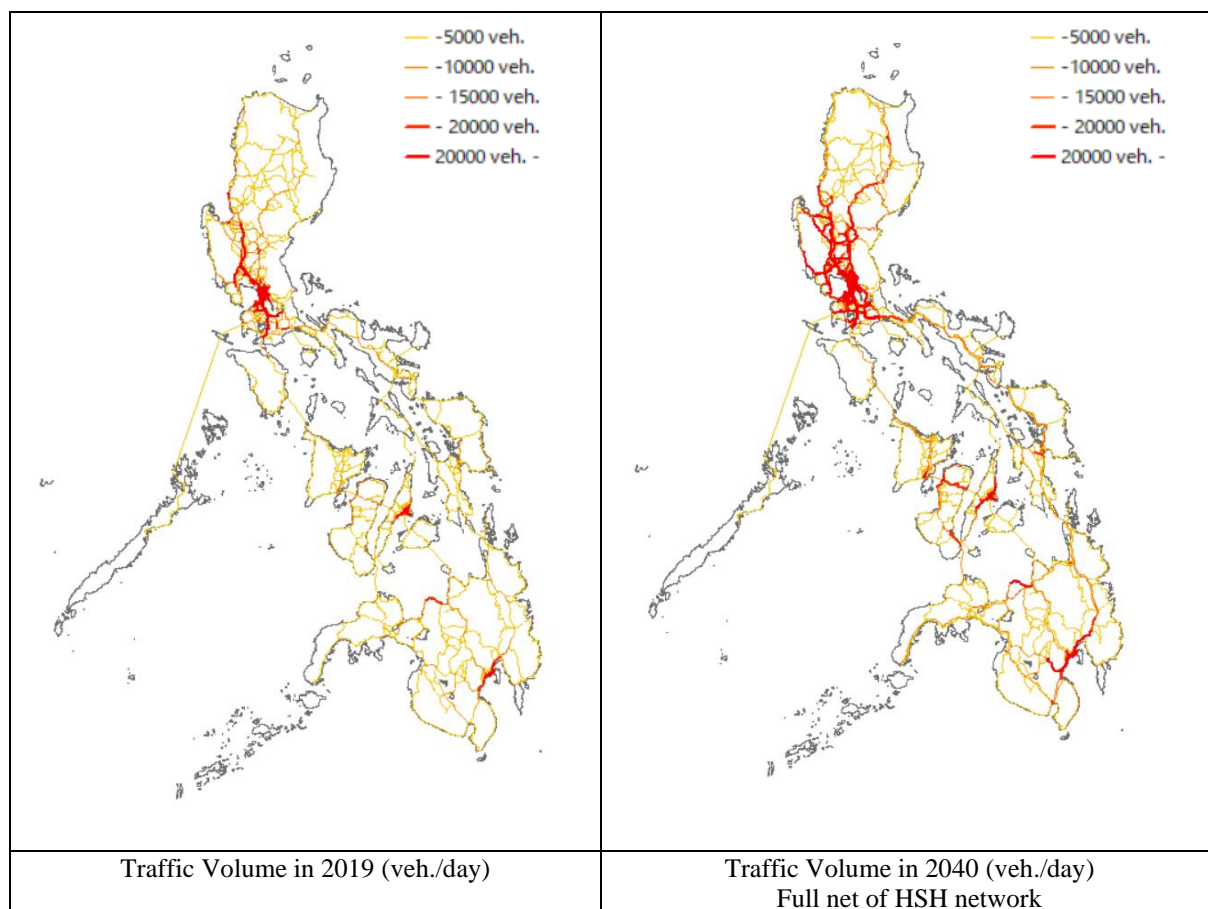 -5000 veh.
-10000 veh.
- 15000 veh.
- 20000 veh.
20000 veh. -
-5000 veh.
-10000 veh.
- 15000 veh.
- 20000 veh.
20000 veh. -
Traffic Volume in 2019 (veh./day)
Traffic Volume in 2040 (veh./day)
Full net of HSH network